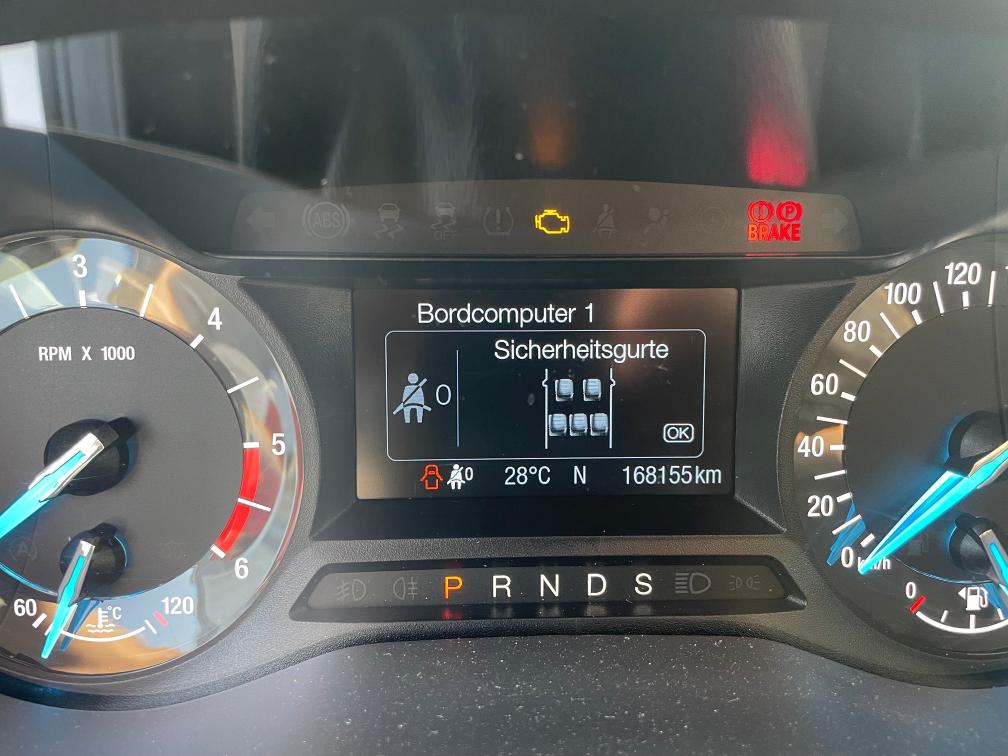 ABS
OFF
P
BRAKE
3
4
5
6
RPM X 1000
60
°C
120
Bordcomputer 1
Sicherheitsgurte
0
OK
0
28°C N 168155km
P R N D S
120
100
80
60
40
20
0
km/h
0